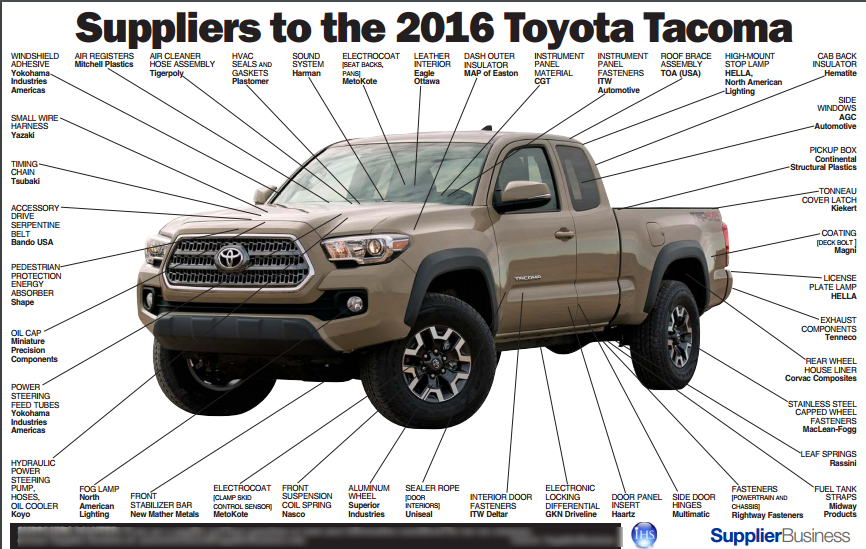 Suppliers to the 2016 Toyota Tacoma
WINDSHIELD
ADHESIVE
Yokohama
Industries
Americas
AIR REGISTERS
Mitchell Plastics
AIR CLEANER
HOSE ASSEMBLY
Tigerpoly
HVAC
SEALS AND
GASKETS
Plastomer
SOUND
SYSTEM
Harman
ELECTROCOAT
[SEAT BACKS,
PANS]
MetoKote
LEATHER
INTERIOR
Eagle
Ottawa
DASH OUTER
INSULATOR
MAP of Easton
INSTRUMENT
PANEL
MATERIAL
CGT
INSTRUMENT
PANEL
FASTENERS
ITW
Automotive
ROOF BRACE
ASSEMBLY
TOA (USA)
HIGH-MOUNT
STOP LAMP
HELLA,
North American
Lighting
CAB BACK
INSULATOR
Hematite
SMALL WIRE
HARNESS
Yazaki
TIMING
CHAIN
Tsubaki
ACCESSORY
DRIVE
SERPENTINE
BELT
Bando USA
PEDESTRIAN
PROTECTION
ENERGY
ABSORBER
Shape
OIL CAP
Miniature
Precision
Components
POWER
STEERING
FEED TUBES
Yokohama
Industries
Americas
HYDRAULIC
POWER
STEERING
PUMP,
HOSES,
OIL COOLER
Koyo
SIDE
WINDOWS
AGC
Automotive
PICKUP BOX
Continental
Structural Plastics
TONNEAU
COVER LATCH
Kiekert
COATING
[DECK BOLT]
Magni
LICENSE
PLATE LAMP
HELLA
EXHAUST
COMPONENTS
Tenneco
REAR WHEEL
HOUSE LINER
Corvac Composites
STAINLESS STEEL
CAPPED WHEEL
FASTENERS
MacLean-Fogg
LEAF SPRINGS
Rassini
TACOMA
FOG LAMP
North
American
Lighting
FRONT
STABILIZER BAR
New Mather Metals
ELECTROCOAT
[CLAMP SKID
CONTROL SENSOR]
MetoKote
FRONT
SUSPENSION
COIL SPRING
Nasco
ALUMINUM
WHEEL
Superior
Industries
SEALER ROPE
[DOOR
INTERIORS]
Uniseal
INTERIOR DOOR
FASTENERS
ITW Deltar
ELECTRONIC
LOCKING
DIFFERENTIAL
GKN Driveline
DOOR PANEL
INSERT
Haartz
SIDE DOOR
HINGES
Multimatic
FASTENERS
[POWERTRAIN AND
CHASSIS]
Rightway Fasteners
FUEL TANK
STRAPS
Midway
Products
IHS
SupplierBusiness